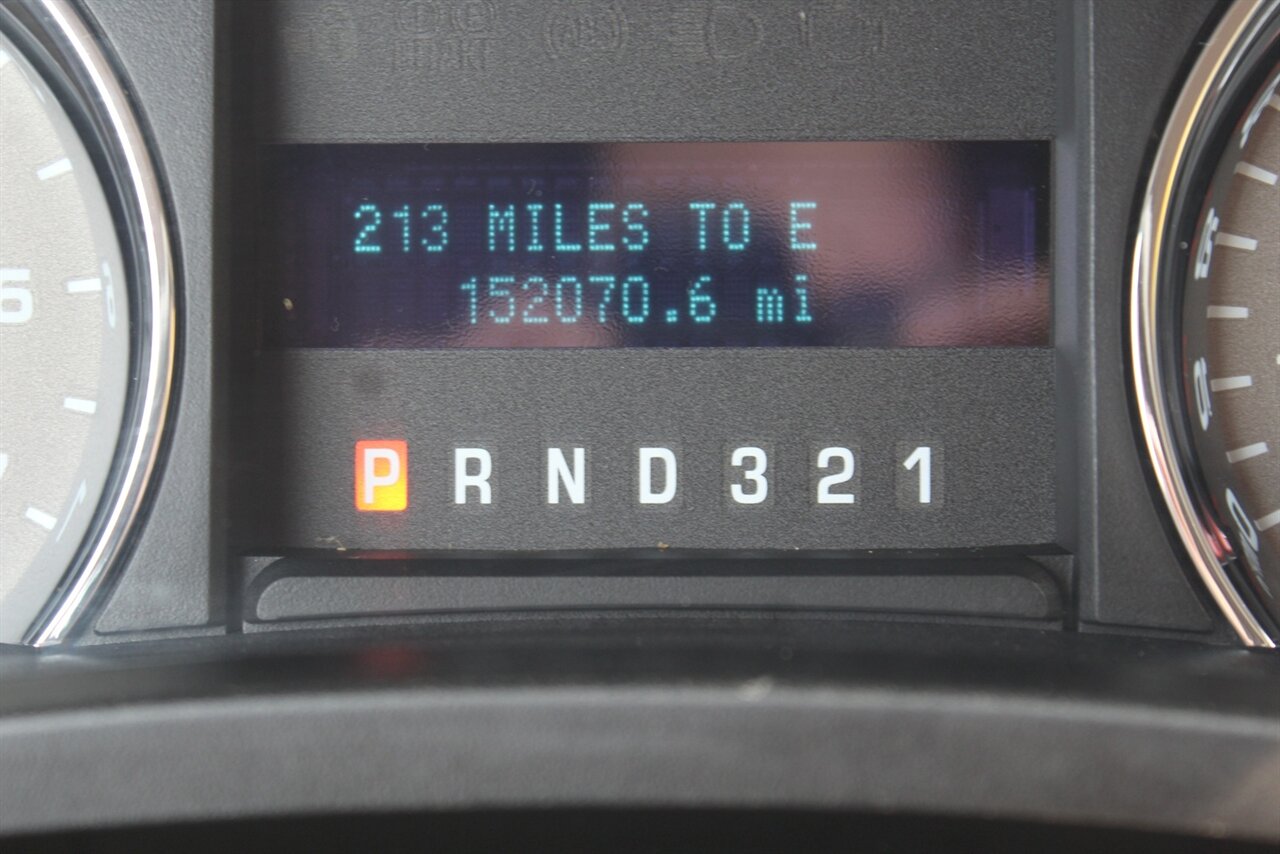 213 MILES TO E
152070.6 mi
P R N D 3 2 1